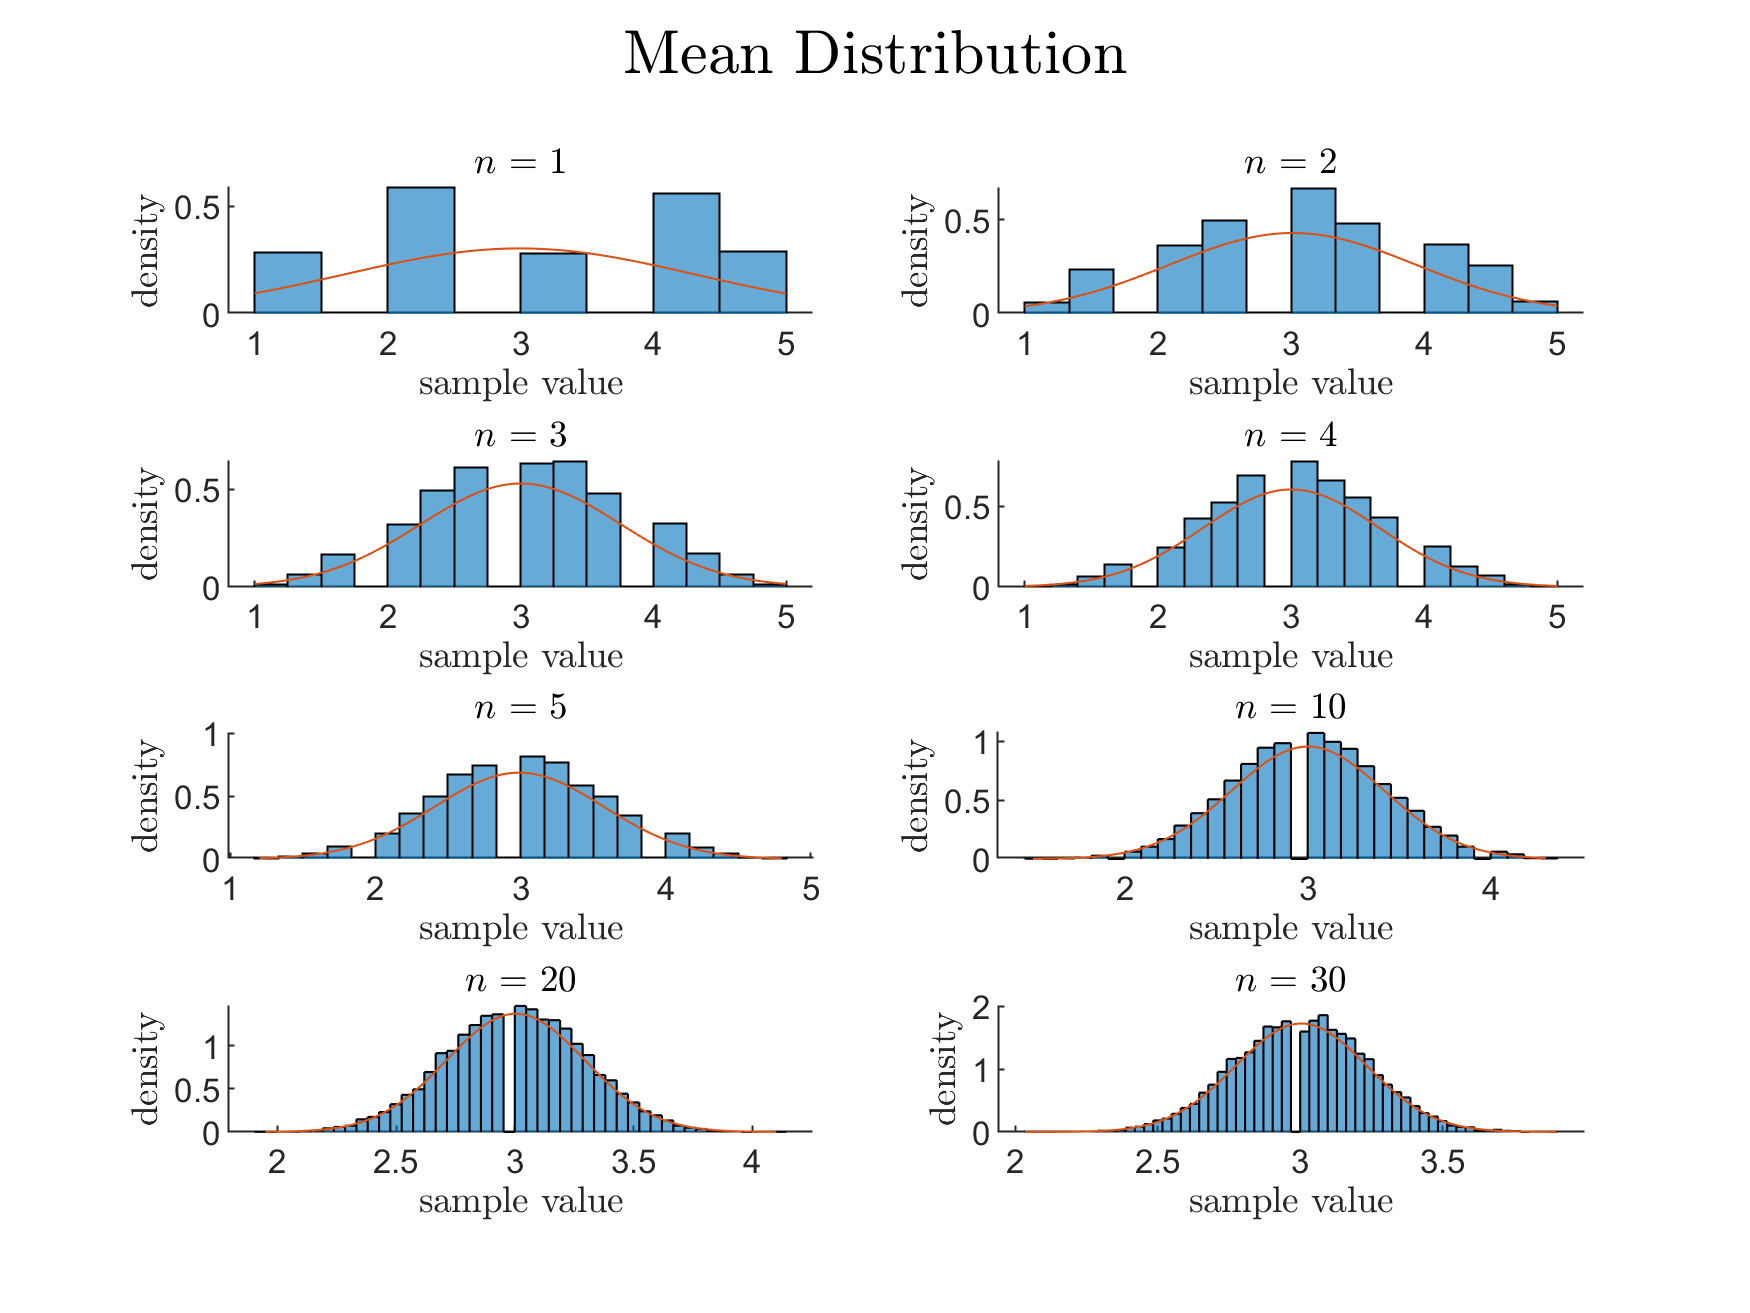 Mean Distribution
n = 1
density
0.5
0
1 2 3 4 5
sample value
n = 2
density
0.5
0
1 2 3 4 5
sample value
n = 3
density
0.5
0
1 2 3 4 5
sample value
n = 4
density
0.5
0
1 2 3 4 5
sample value
n = 5
density
1
0.5
0
1 2 3 4 5
sample value
n = 10
density
1
0.5
0
2 3 4
sample value
n = 20
density
1
0.5
0
2 2.5 3 3.5 4
sample value
n = 30
density
2
1
0
2 2.5 3 3.5
sample value